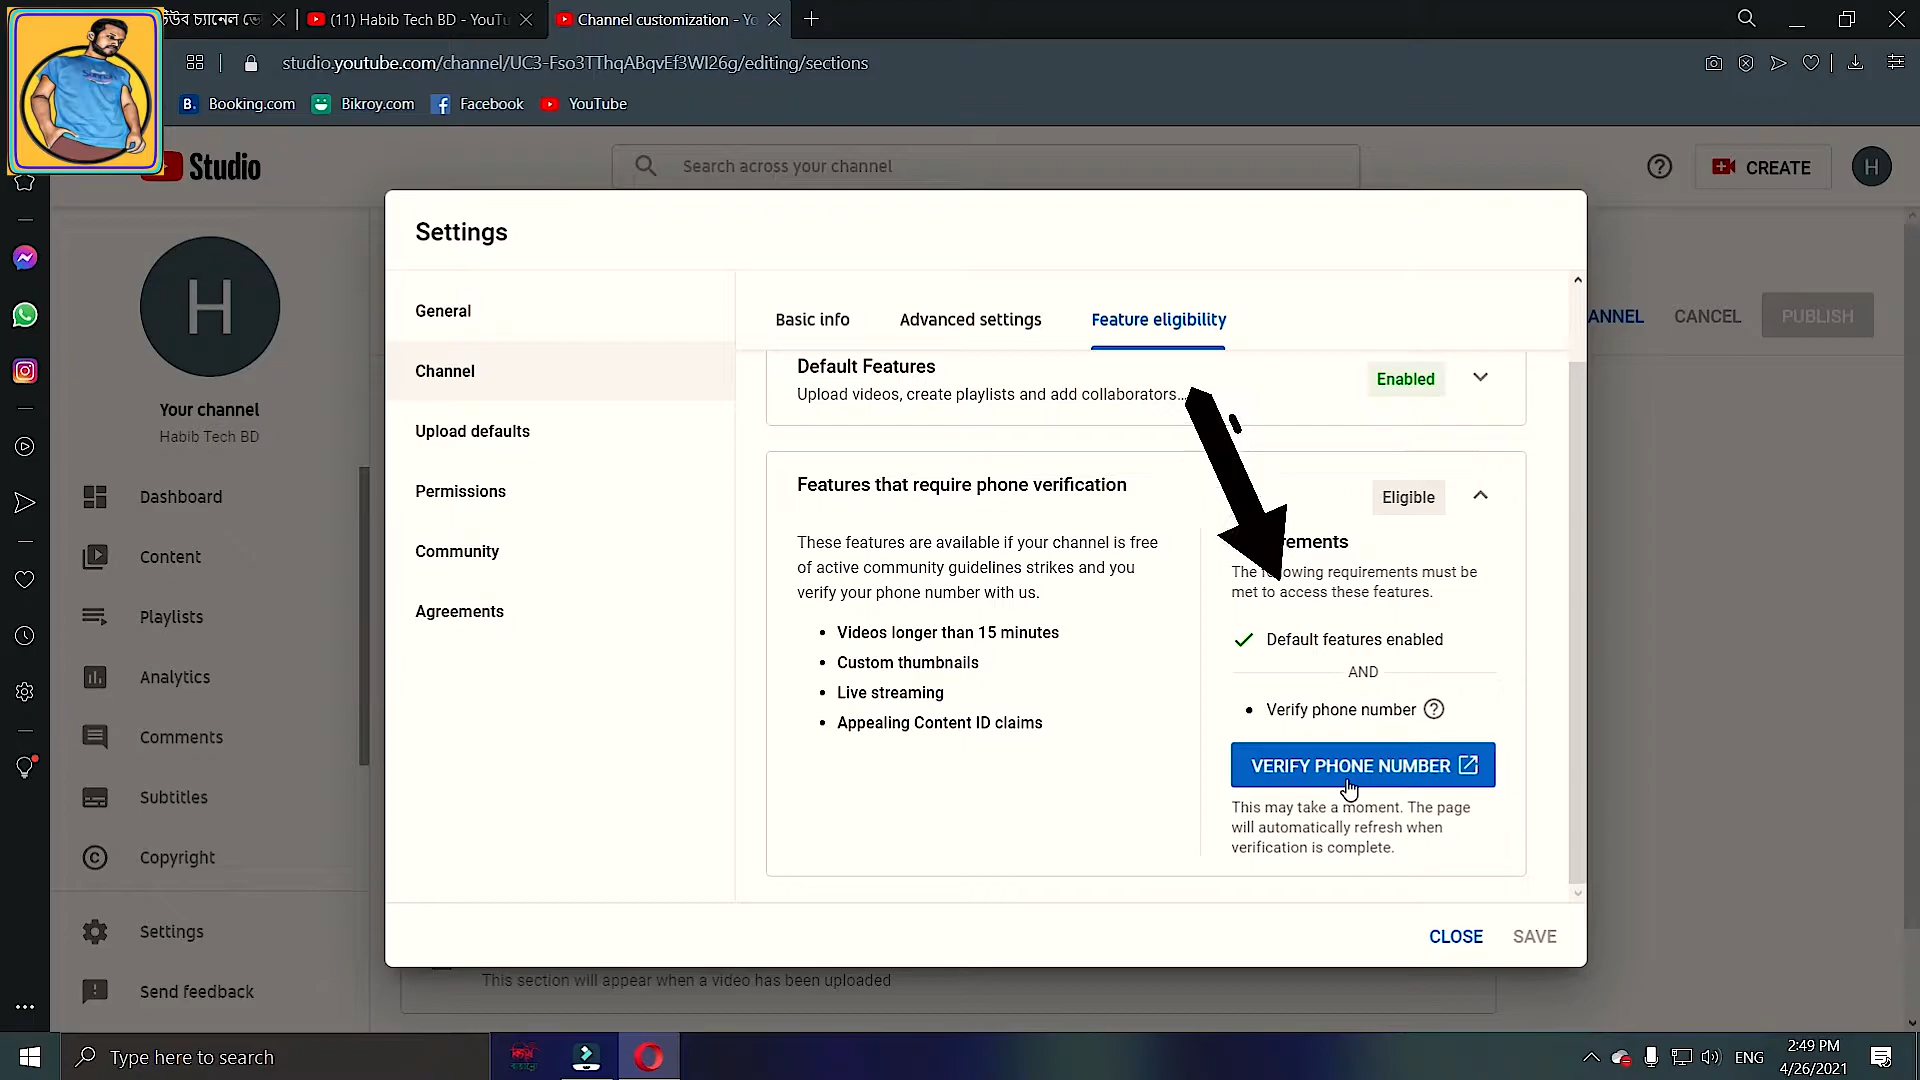 উব চ্যানেল ভে
(11) Habib Tech BD - YouTu
Channel customization - Yo
studio.youtube.com/channel/UC3-Fso3TThqABqvEf3WI26g/editing/sections
Booking.com
Bikroy.com
Facebook
YouTube
Studio
Search across your channel
CREATE
H
H
Your channel
Habib Tech BD
Dashboard
Content
Playlists
Analytics
Comments
Subtitles
Copyright
Settings
Send feedback
ANNEL
CANCEL
PUBLISH
Settings
General
Channel
Upload defaults
Permissions
Community
Agreements
Basic info
Advanced settings
Feature eligibility
Default Features
Upload videos, create playlists and add collaborators...
Enabled
Features that require phone verification
Eligible
These features are available if your channel is free
of active community guidelines strikes and you
verify your phone number with us.
• Videos longer than 15 minutes
• Custom thumbnails
• Live streaming
• Appealing Content ID claims
rements
The following requirements must be
met to access these features.
Default features enabled
AND
• Verify phone number
VERIFY PHONE NUMBER
This may take a moment. The page
will automatically refresh when
verification is complete.
CLOSE
SAVE
This section will appear when a video has been uploaded
Type here to search
ENG
2:49 PM
4/26/2021